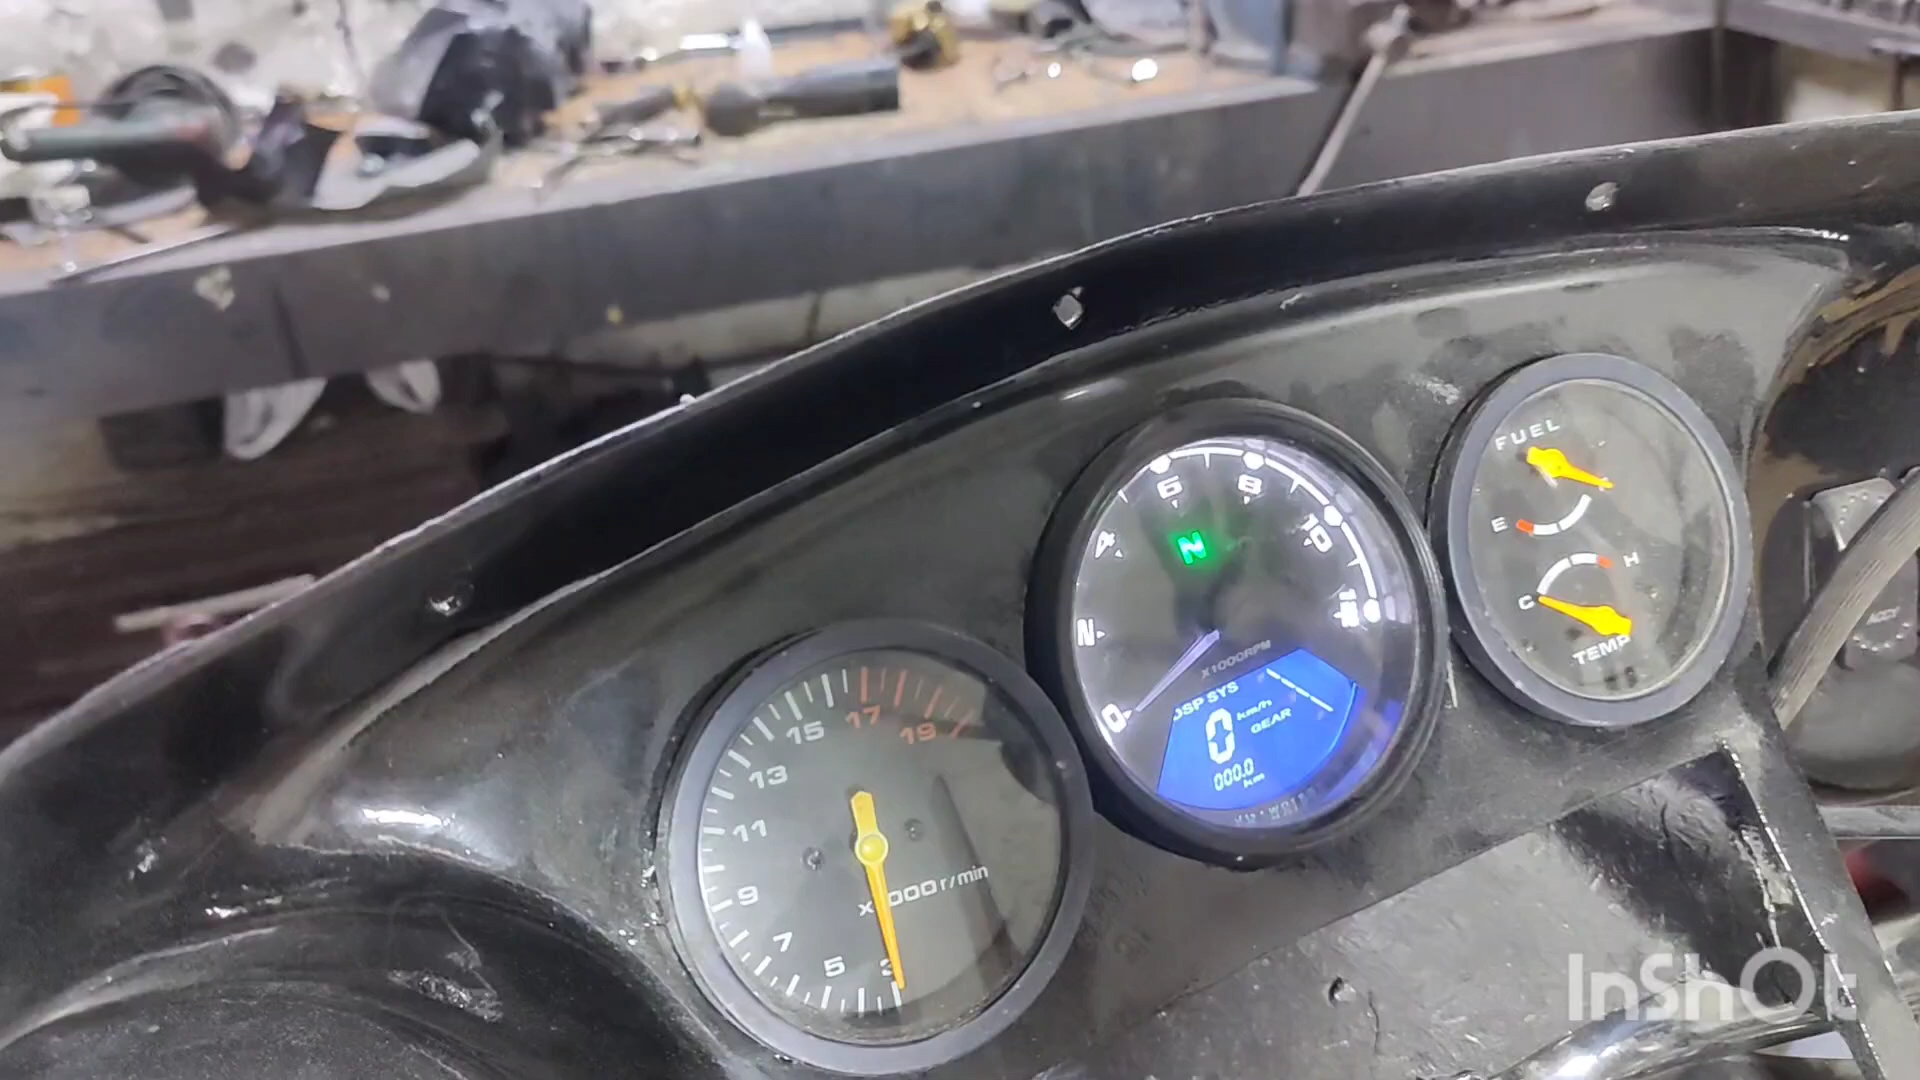 FUEL
E
H
C
TEMP
4
6
8
10
12
N
0
N
X1000RPM
DSP SYS
0 km/h
GEAR
000.0
km
3
5
7
9
11
13
15
17
19
r/min
InShOt